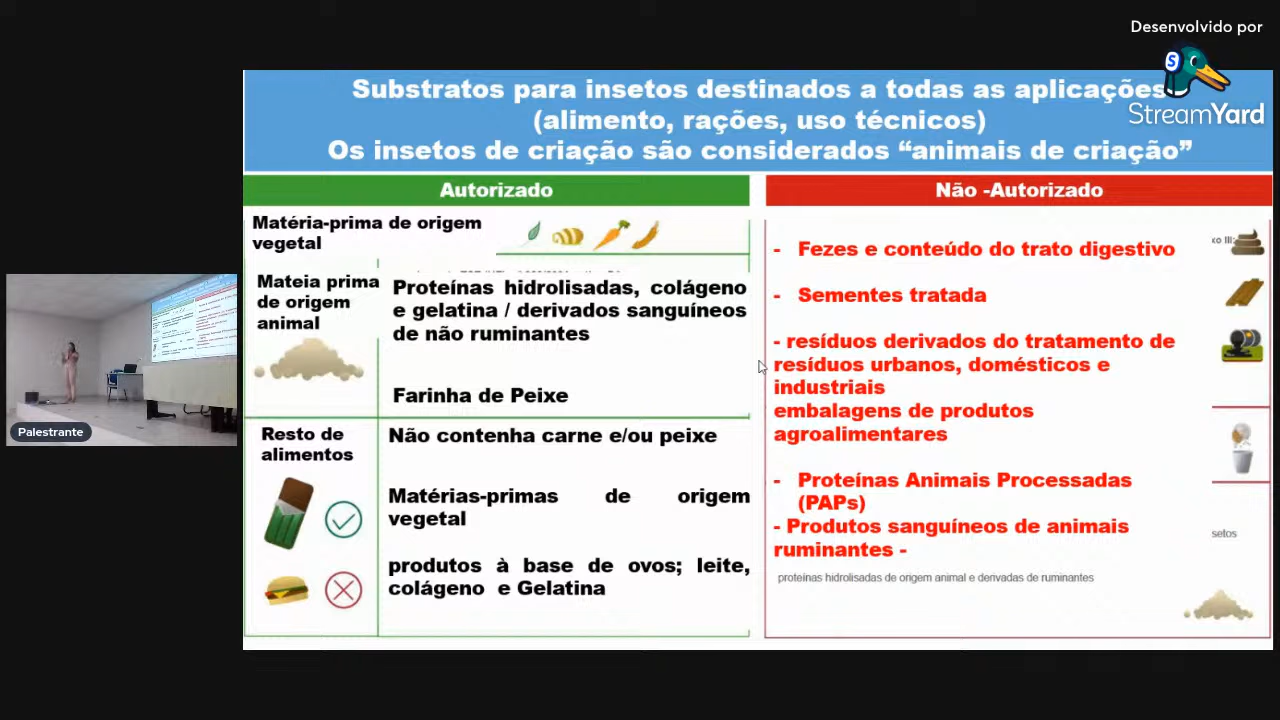 Desenvolvido por
StreamYard
Substratos para insetos destinados a todas as aplicações
(alimento, rações, uso técnicos)
Os insetos de criação são considerados “animais de criação”
Autorizado
Matéria-prima de origem
vegetal
Mateia prima
de origem
animal
Proteínas hidrolisadas, colágeno
e gelatina / derivados sanguíneos
de não ruminantes
Farinha de Peixe
Resto de
alimentos
Não contenha carne e/ou peixe
Matérias-primas de origem
vegetal
produtos à base de ovos; leite,
colágeno e Gelatina
Não -Autorizado
- Fezes e conteúdo do trato digestivo
- Sementes tratada
- resíduos derivados do tratamento de
resíduos urbanos, domésticos e
industriais
embalagens de produtos
agroalimentares
- Proteínas Animais Processadas
(PAPs)
- Produtos sanguíneos de animais
ruminantes -
setos
proteínas hidrolisadas de origem animal e derivadas de ruminantes
Palestrante